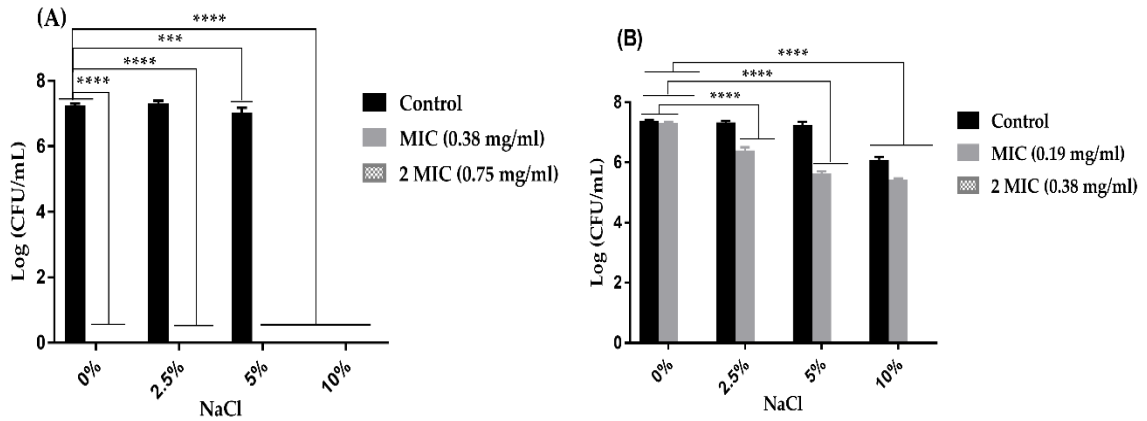 (A)
****
***
****
****
8
6
4
2
0
Log (CFU/mL)
0%
2.5%
5%
10%
NaCl
Control
MIC (0.38 mg/ml)
2 MIC (0.75 mg/ml)
(B)
****
****
****
8
6
4
2
0
Log (CFU/mL)
0%
2.5%
5%
10%
NaCl
Control
MIC (0.19 mg/ml)
2 MIC (0.38 mg/ml)